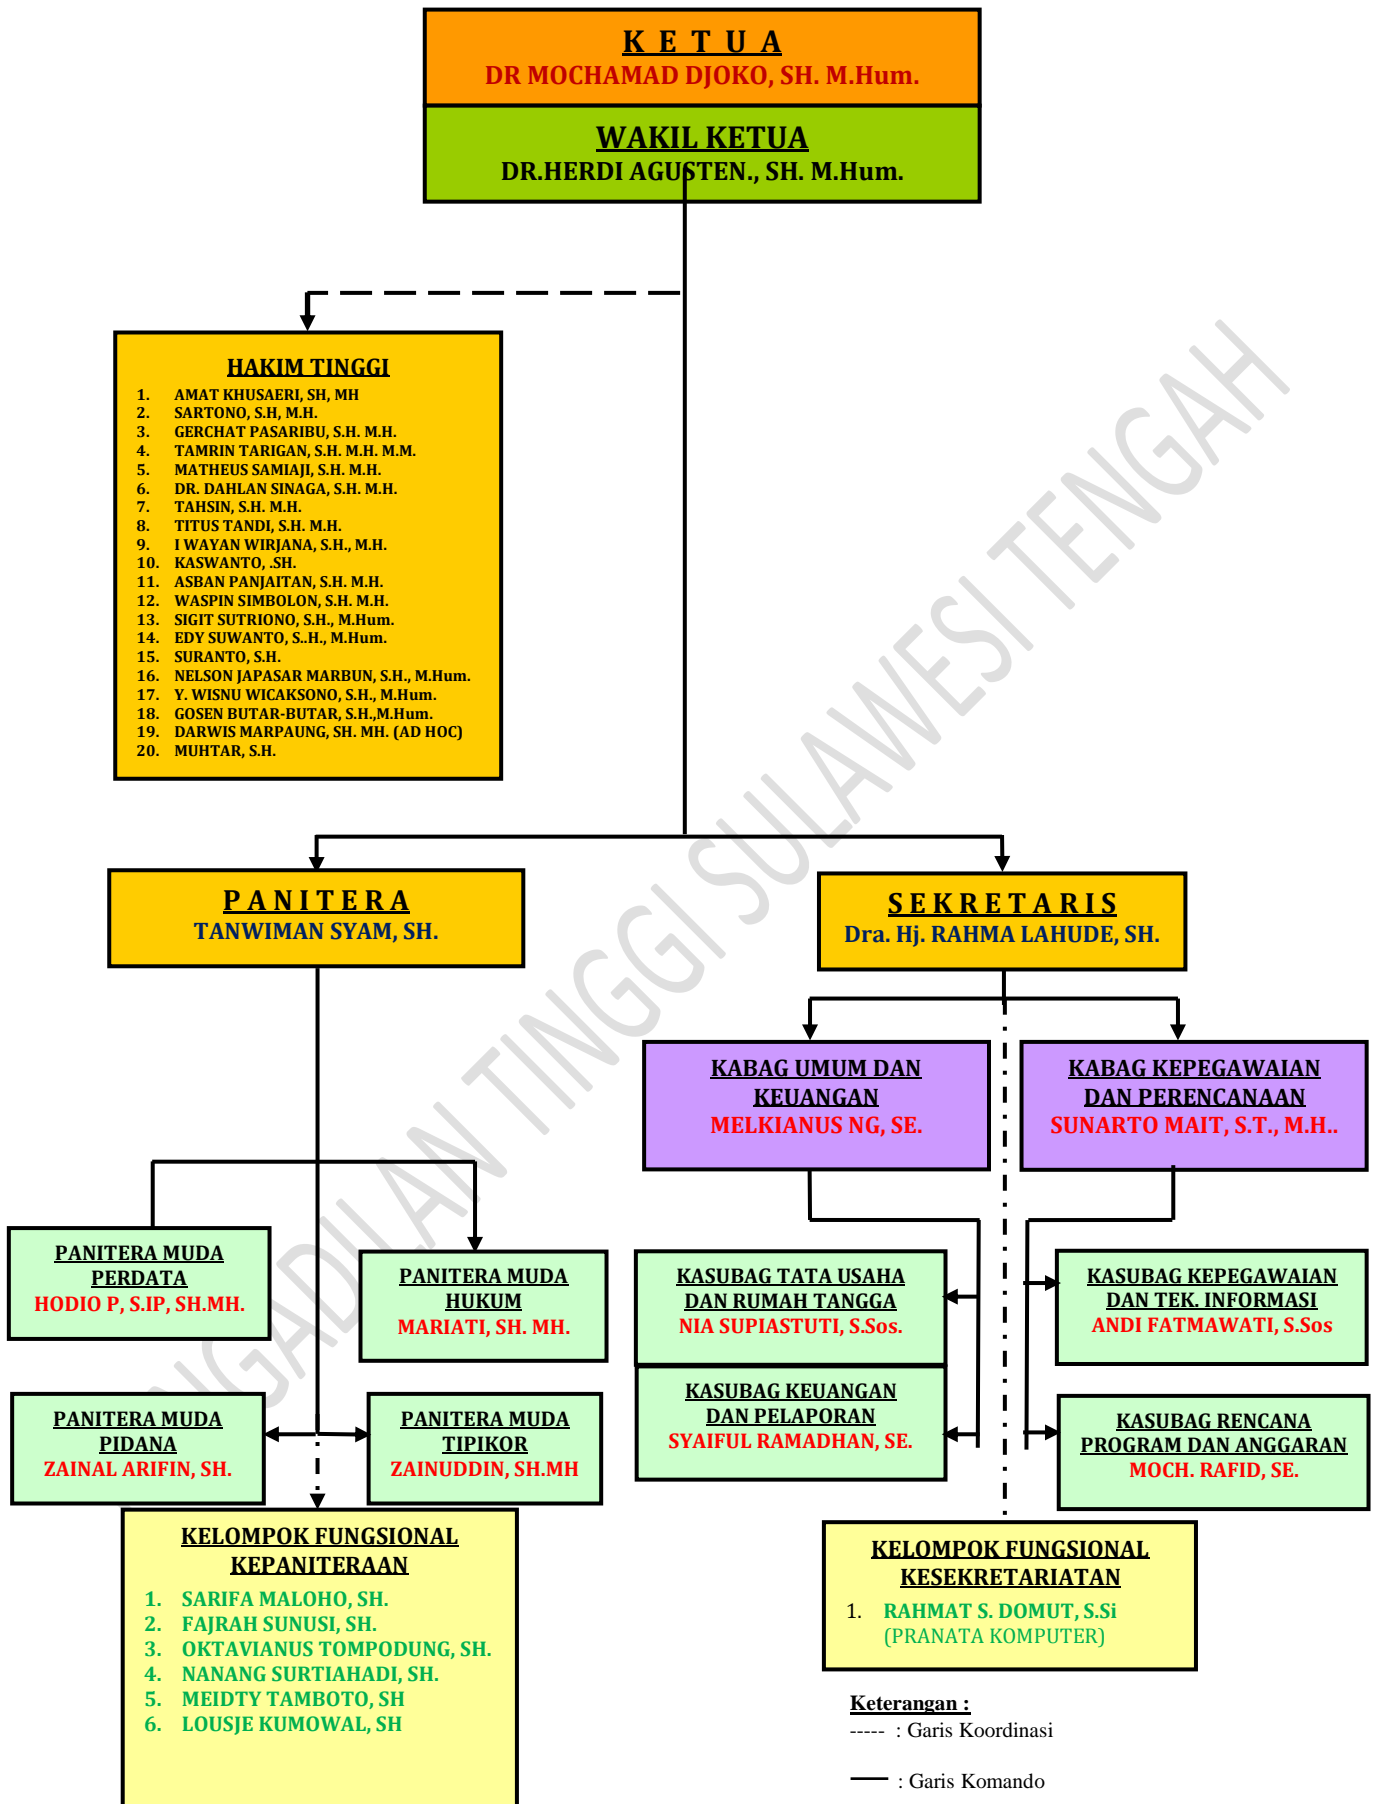 K E T U A
DR MOCHAMAD DJOKO, SH. M.Hum.
WAKIL KETUA
DR.HERDI AGUSTEN., SH. M.Hum.
HAKIM TINGGI
1. AMAT KHUSAERI, SH, MH
2. SARTONO, S.H, M.H.
3. GERCHAT PASARIBU, S.H. M.H.
4. TAMRIN TARIGAN, S.H. M.H. M.M.
5. MATHEUS SAMIAJI, S.H. M.H.
6. DR. DAHLAN SINAGA, S.H. M.H.
7. TAHSIN, S.H. M.H.
8. TITUS TANDI, S.H. M.H.
9. I WAYAN WIRJANA, S.H., M.H.
10. KASWANTO, .SH.
11. ASBAN PANJAITAN, S.H. M.H.
12. WASPIN SIMBOLON, S.H. M.H.
13. SIGIT SUTRIONO, S.H., M.Hum.
14. EDY SUWANTO, S..H., M.Hum.
15. SURANTO, S.H.
16. NELSON JAPASAR MARBUN, S.H., M.Hum.
17. Y. WISNU WICAKSONO, S.H., M.Hum.
18. GOSEN BUTAR-BUTAR, S.H.,M.Hum.
19. DARWIS MARPAUNG, SH. MH. (AD HOC)
20. MUHTAR, S.H.
P A N I T E R A
TANWIMAN SYAM, SH.
S E K R E T A R I S
Dra. Hj. RAHMA LAHUDE, SH.
KABAG UMUM DAN
KEUANGAN
MELKIANUS NG, SE.
KABAG KEPEGAWAIAN
DAN PERENCANAAN
SUNARTO MAIT, S.T., M.H..
PANITERA MUDA
PERDATA
HODIO P, S.IP, SH.MH.
PANITERA MUDA
HUKUM
MARIATI, SH. MH.
KASUBAG TATA USAHA
DAN RUMAH TANGGA
NIA SUPIASTUTI, S.Sos.
KASUBAG KEPEGAWAIAN
DAN TEK. INFORMASI
ANDI FATMAWATI, S.Sos
PANITERA MUDA
PIDANA
ZAINAL ARIFIN, SH.
PANITERA MUDA
TIPIKOR
ZAINUDDIN, SH.MH
KASUBAG KEUANGAN
DAN PELAPORAN
SYAIFUL RAMADHAN, SE.
KASUBAG RENCANA
PROGRAM DAN ANGGARAN
MOCH. RAFID, SE.
KELOMPOK FUNGSIONAL
KEPANITERAAN
1. SARIFA MALOHO, SH.
2. FAJRAH SUNUSI, SH.
3. OKTAVIANUS TOMPODUNG, SH.
4. NANANG SURTIAHADI, SH.
5. MEIDTY TAMBOTO, SH
6. LOUSJE KUMOWAL, SH
KELOMPOK FUNGSIONAL
KESEKRETARIATAN
1. RAHMAT S. DOMUT, S.Si
(PRANATA KOMPUTER)
Keterangan :
----- : Garis Koordinasi
: Garis Komando
NGADILAN TINGGI SULAWESI TENGAH